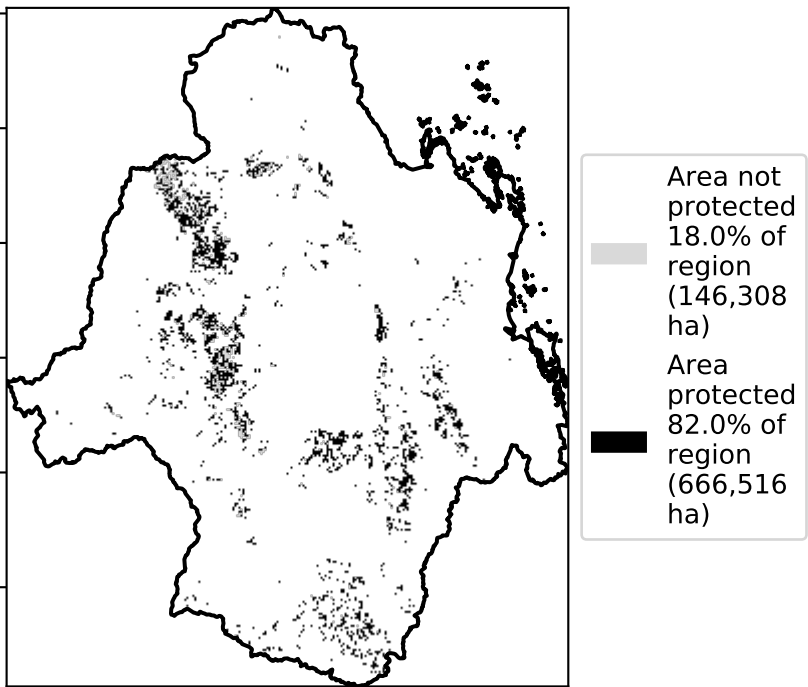 Area not
protected
18.0% of
region
(146,308
ha)
Area
protected
82.0% of
region
(666,516
ha)